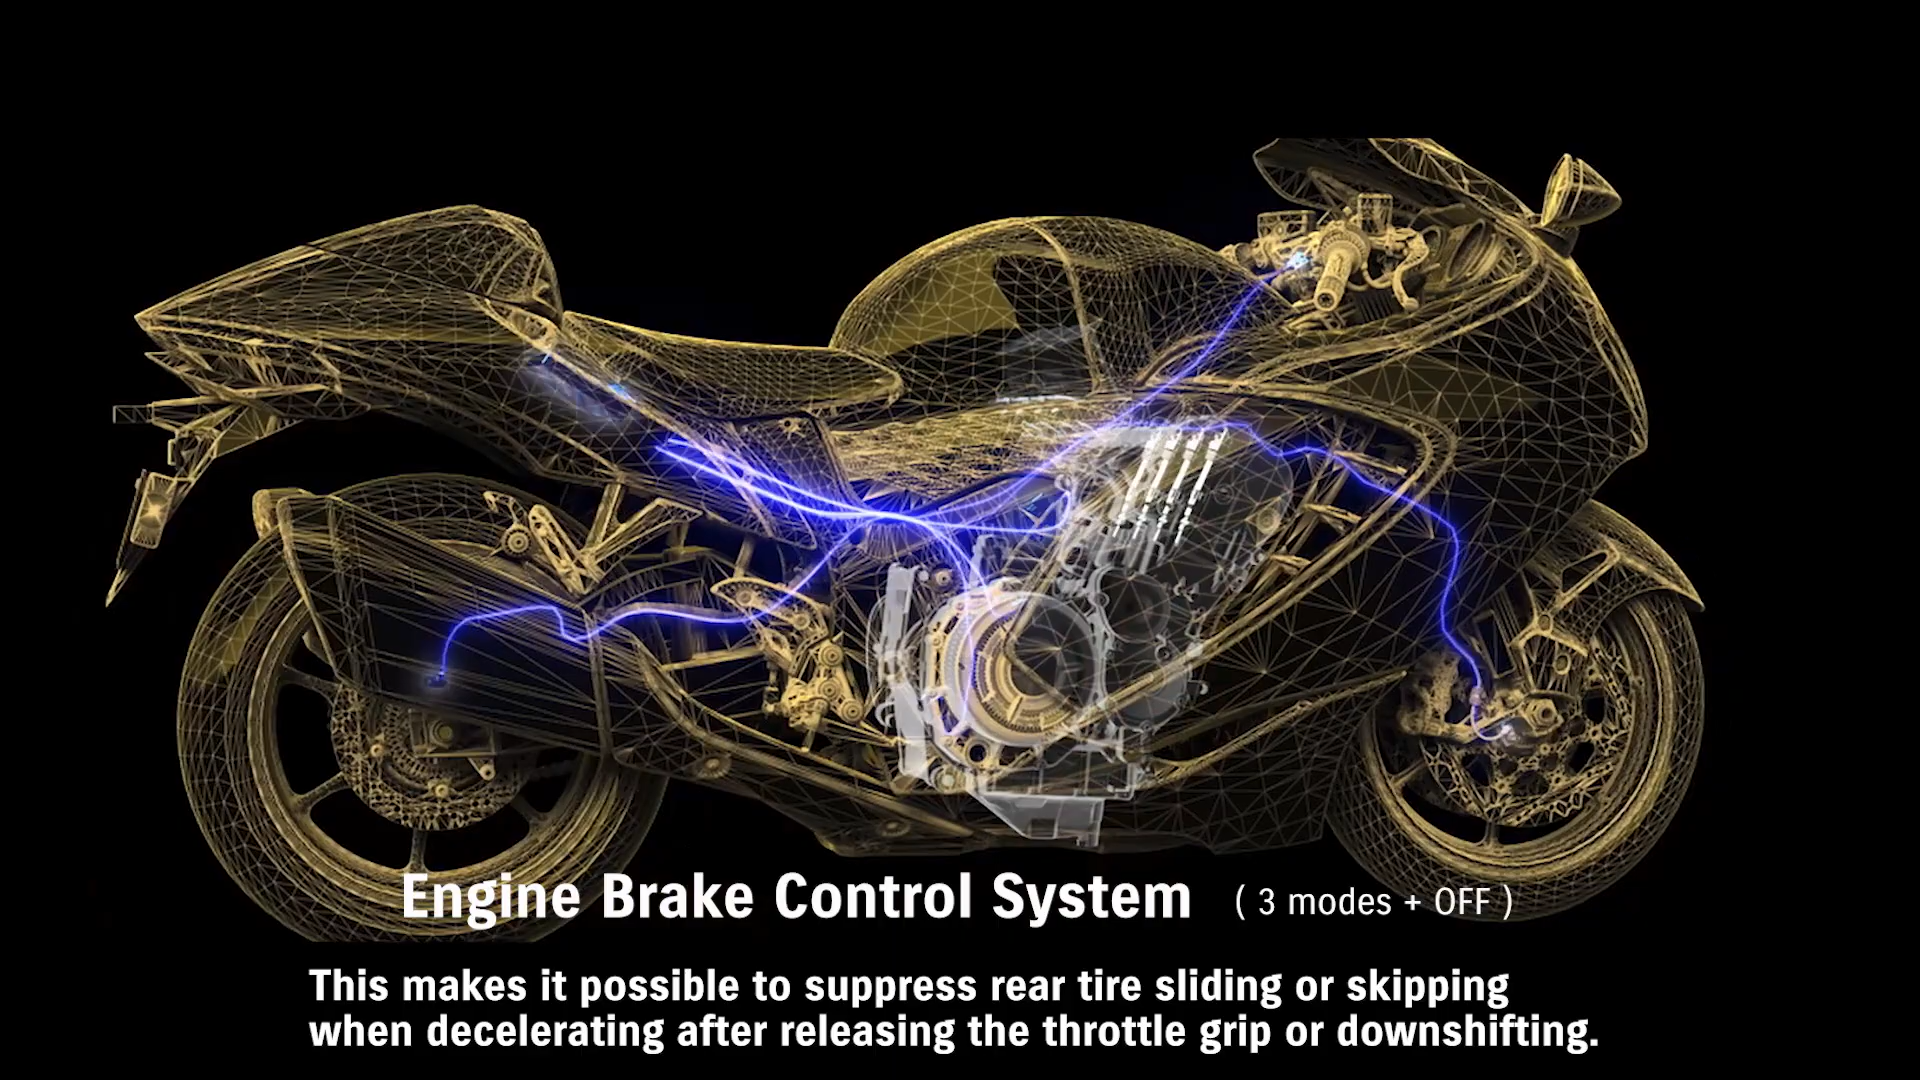 Engine Brake Control System ( 3 modes + OFF )
This makes it possible to suppress rear tire sliding or skipping
when decelerating after releasing the throttle grip or downshifting.